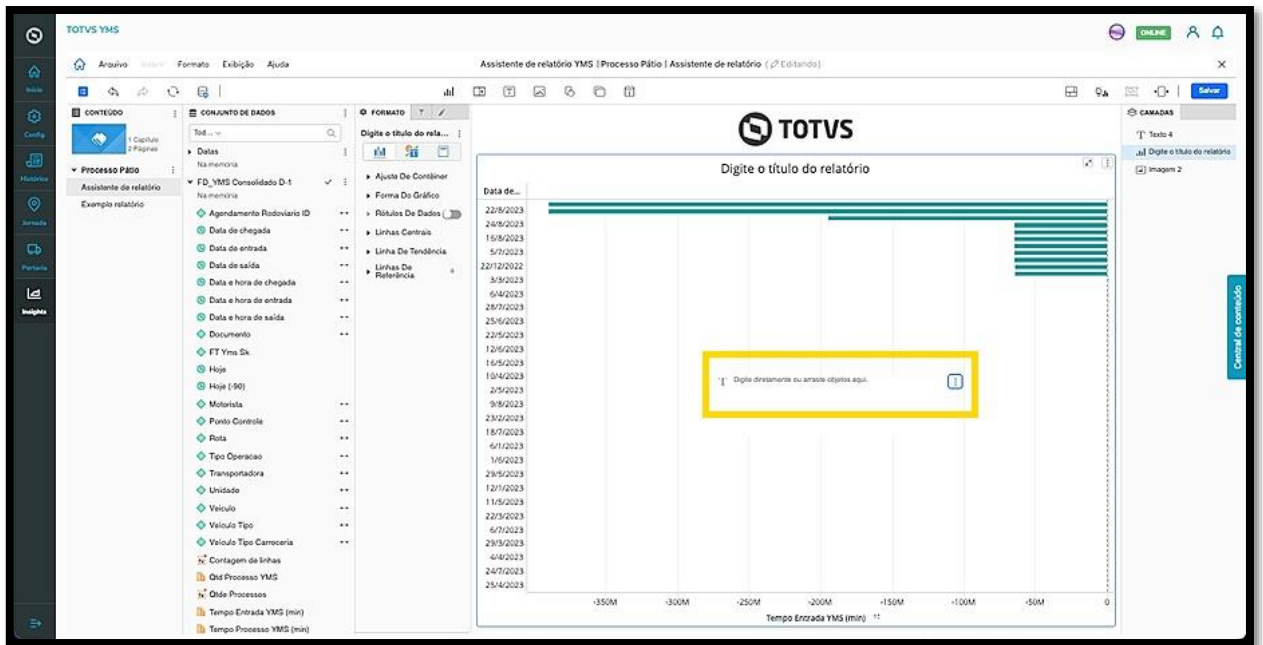 TOTVS YMS
ONLINE
Arquivo
Formato
Exibição
Ajuda
Assistente de relatório YMS | Processo Pátio | Assistente de relatório
(Editando)
Salvar
Início
Config
Histórico
Jornada
Portaria
Insights
CONTEÚDO
1 Capítulo
2 Páginas
Processo Pátio
Assistente de relatório
Exemplo relatório
CONJUNTO DE DADOS
Tod...
Datas
Na memória
FD_YMS Consolidado D-1
Na memória
Agendamento Rodoviario ID
Data de chegada
Data de entrada
Data de saída
Data e hora de chegada
Data e hora de entrada
Data e hora de saída
Documento
FT Yms Sk
Hoje
Hoje (-90)
Motorista
Ponto Controle
Rota
Tipo Operacao
Transportadora
Unidade
Veiculo
Veiculo Tipo
Veiculo Tipo Carroceria
Contagem de linhas
Qtd Processo YMS
Qtde Processos
Tempo Entrada YMS (min)
Tempo Processo YMS (min)
FORMATO
Digite o título do rela...
Ajuste De Contêiner
Forma Do Gráfico
Rótulos De Dados
Linhas Centrais
Linha De Tendência
Linhas De
Referência
TOTVS
Digite o título do relatório
Data de...
22/8/2023
24/8/2023
15/8/2023
5/7/2023
22/12/2022
3/3/2023
6/4/2023
28/7/2023
25/6/2023
22/5/2023
12/6/2023
16/5/2023
10/4/2023
2/5/2023
9/8/2023
23/2/2023
18/7/2023
6/1/2023
1/6/2023
29/5/2023
12/1/2023
11/5/2023
22/3/2023
6/7/2023
29/3/2023
4/4/2023
24/7/2023
25/4/2023
Digite diretamente ou arraste objetos aqui.
-350M
-300M
-250M
-200M
-150M
-100M
-50M
0
Tempo Entrada YMS (min)
CAMADAS
Texto 4
Digite o título do relatório
Imagem 2
Central de conteúdo